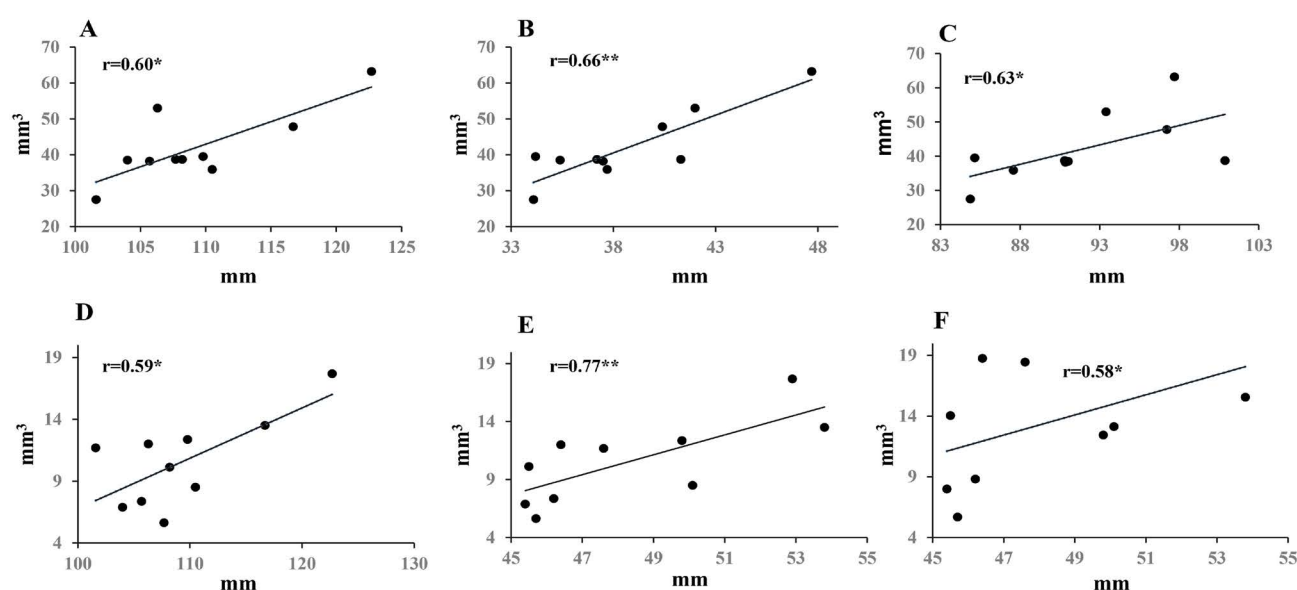 A
r=0.60*
70
60
50
40
30
20
mm³
100 105 110 115 120 125
mm
B
r=0.66**
70
60
50
40
30
20
mm³
33 38 43 48
mm
C
r=0.63*
70
60
50
40
30
20
mm³
83 88 93 98 103
mm
D
r=0.59*
19
14
9
4
mm³
100 110 120 130
mm
E
r=0.77**
19
14
9
4
mm³
45 47 49 51 53 55
mm
F
r=0.58*
19
14
9
4
mm³
45 47 49 51 53 55
mm